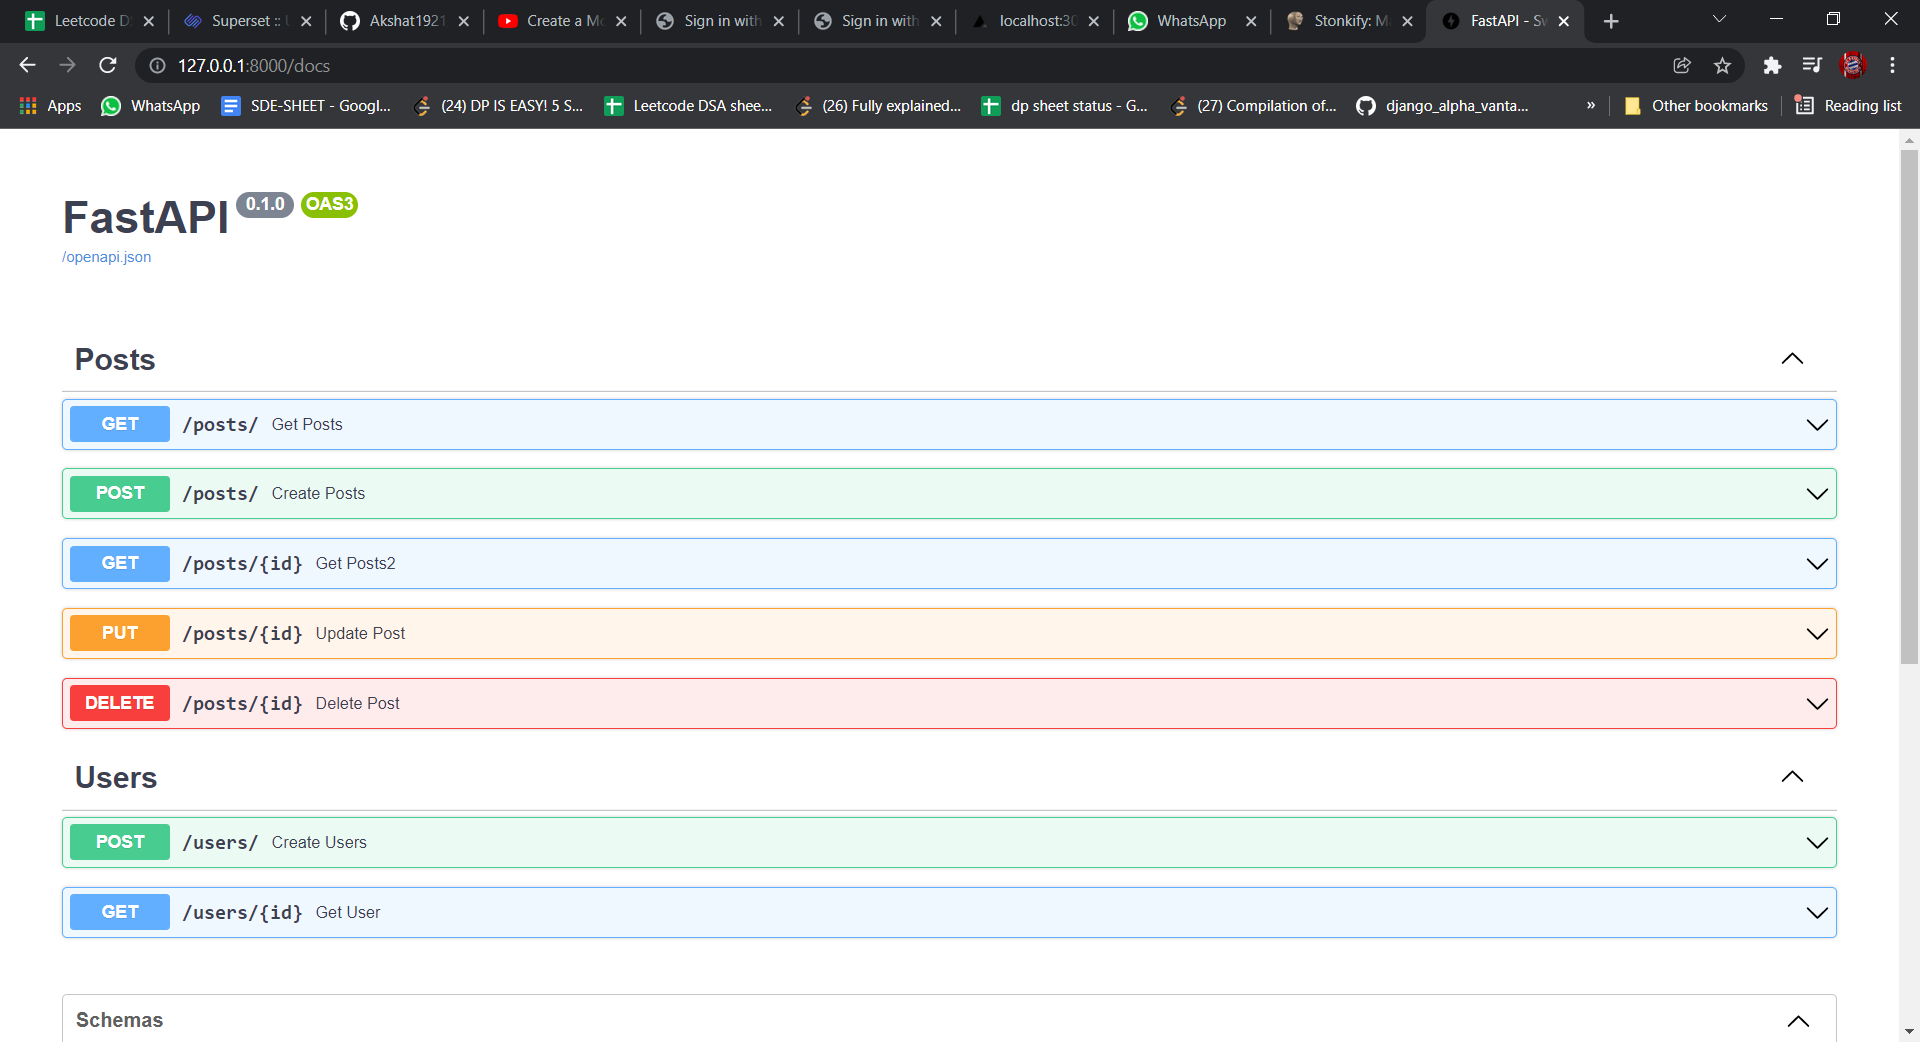 Leetcode D
Superset :: 
Akshat1921
Create a Mo
Sign in with
Sign in with
localhost:30
WhatsApp
Stonkify: M
FastAPI - Sw
127.0.0.1:8000/docs
Apps
WhatsApp
SDE-SHEET - Googl...
(24) DP IS EASY! 5 S...
Leetcode DSA shee...
(26) Fully explained...
dp sheet status - G...
(27) Compilation of...
django_alpha_vanta...
»
Other bookmarks
Reading list
FastAPI 0.1.0 OAS3
/openapi.json
Posts
GET /posts/ Get Posts
POST /posts/ Create Posts
GET /posts/{id} Get Posts2
PUT /posts/{id} Update Post
DELETE /posts/{id} Delete Post
Users
POST /users/ Create Users
GET /users/{id} Get User
Schemas